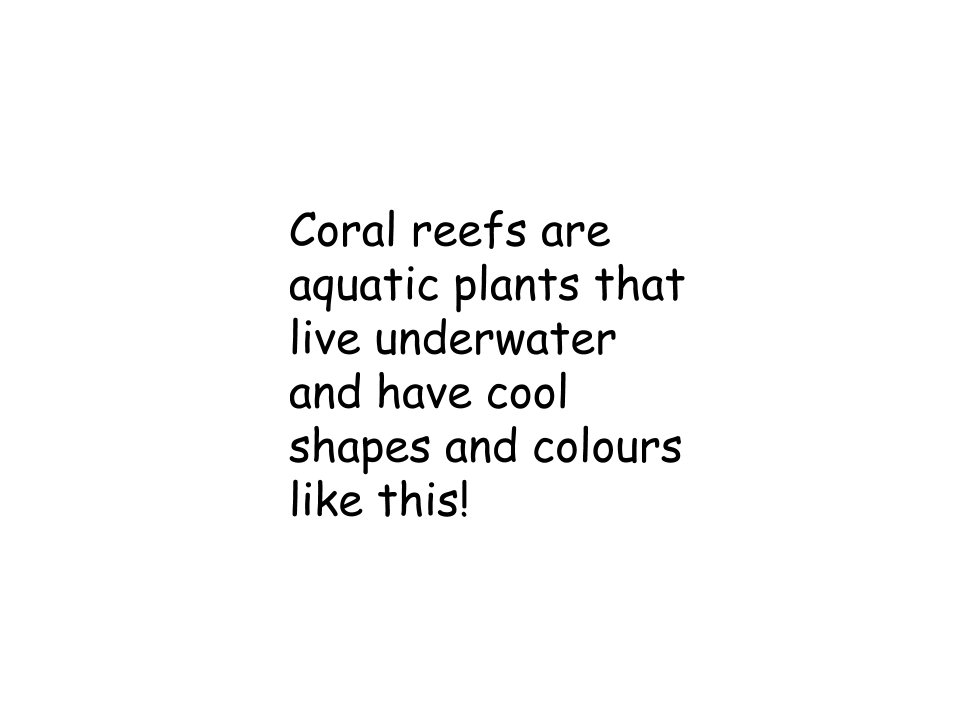 Coral reefs are
aquatic plants that
live underwater
and have cool
shapes and colours
like this!